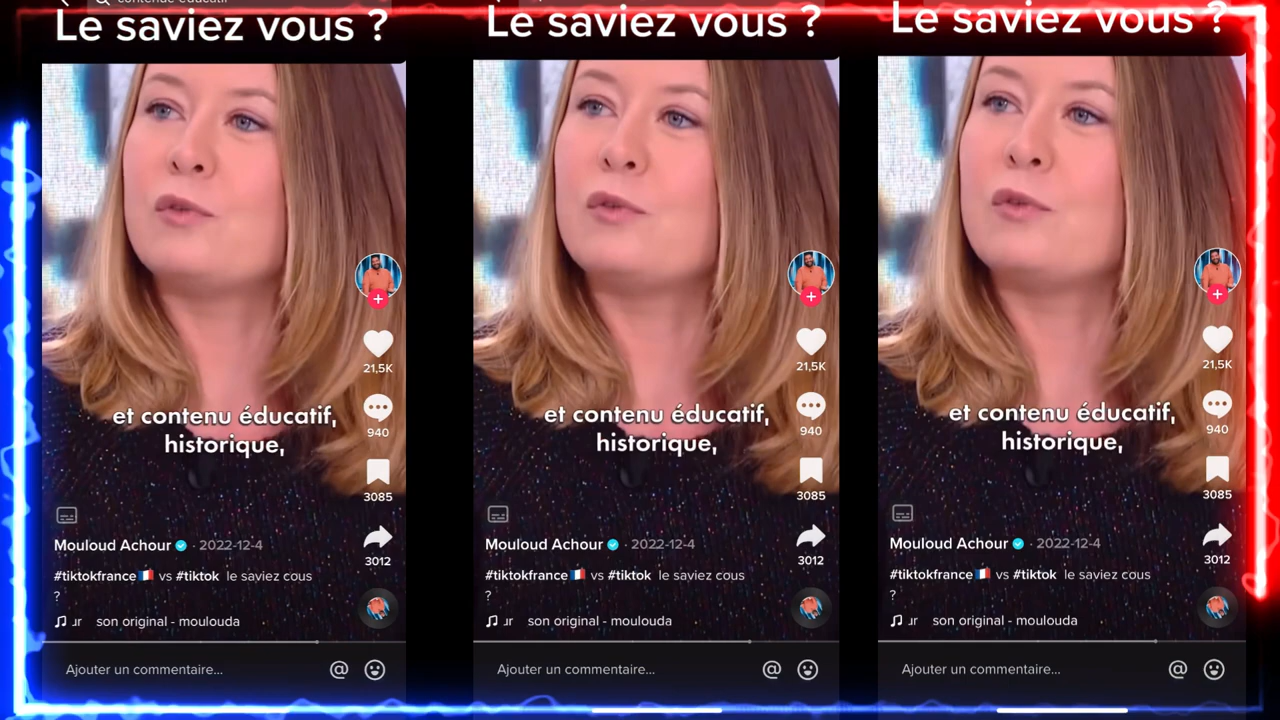 contenue éducatif
Le saviez vous ?
et contenu éducatif,
historique,
21,5K
940
3085
3012
Mouloud Achour · 2022-12-4
#tiktokfrance🇫🇷 vs #tiktok le saviez cous
?
son original - moulouda
Ajouter un commentaire...
@
Le saviez vous ?
et contenu éducatif,
historique,
21,5K
940
3085
3012
Mouloud Achour · 2022-12-4
#tiktokfrance🇫🇷 vs #tiktok le saviez cous
?
son original - moulouda
Ajouter un commentaire...
@
Le saviez vous ?
et contenu éducatif,
historique,
21,5K
940
3085
3012
Mouloud Achour · 2022-12-4
#tiktokfrance🇫🇷 vs #tiktok le saviez cous
?
son original - moulouda
Ajouter un commentaire...
@